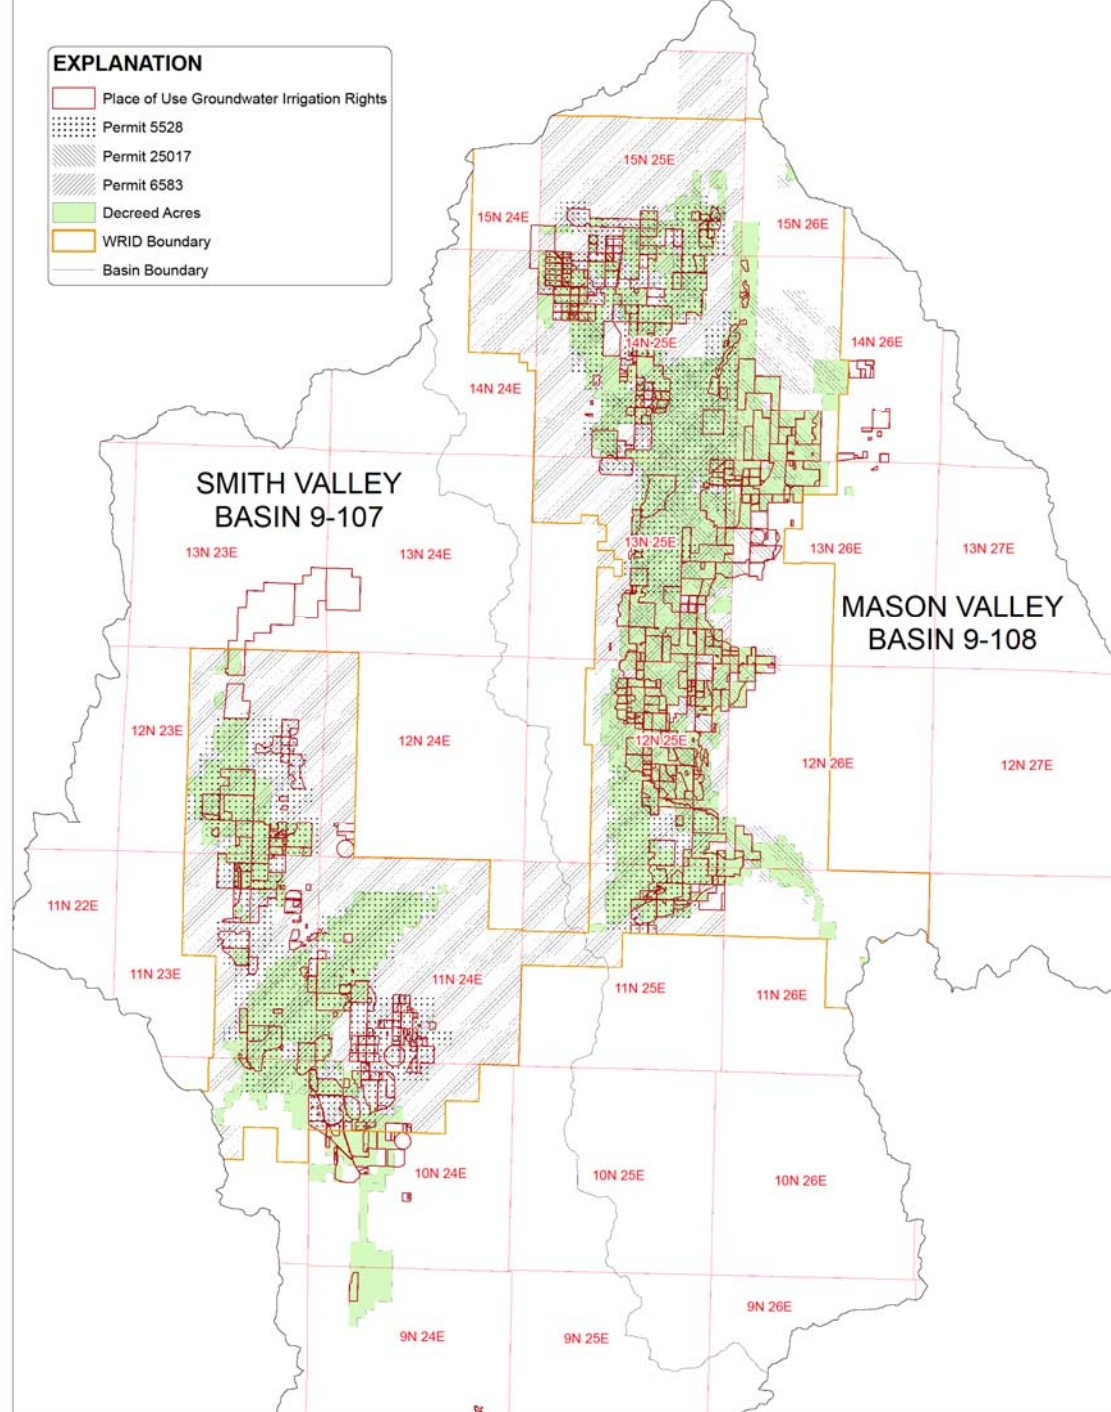 EXPLANATION
Place of Use Groundwater Irrigation Rights
Permit 5528
Permit 25017
Permit 6583
Decreed Acres
WRID Boundary
Basin Boundary
15N 25E
15N 24E
15N 26E
14N 25E
14N 26E
14N 24E
SMITH VALLEY
BASIN 9-107
13N 23E
13N 24E
13N 25E
13N 26E
13N 27E
MASON VALLEY
BASIN 9-108
12N 23E
12N 24E
12N 25E
12N 26E
12N 27E
11N 22E
11N 23E
11N 24E
11N 25E
11N 26E
10N 24E
10N 25E
10N 26E
9N 26E
9N 24E
9N 25E